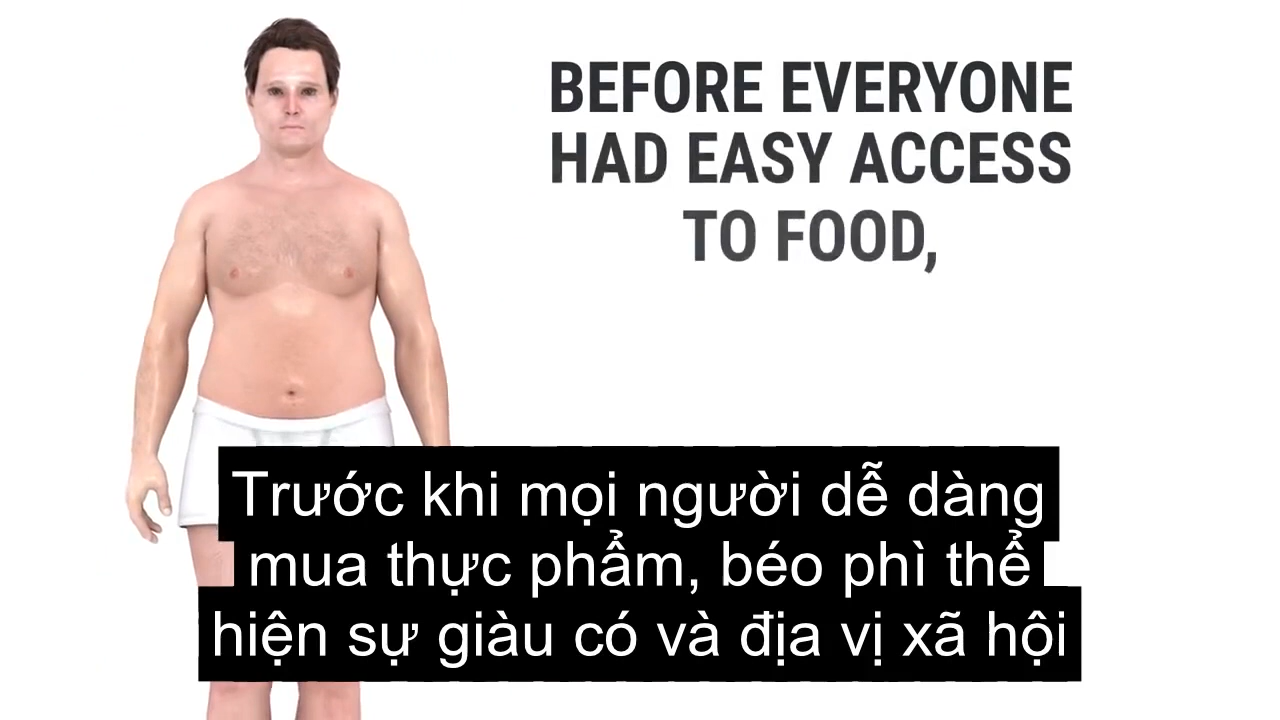 BEFORE EVERYONE
HAD EASY ACCESS
TO FOOD,
Trước khi mọi người dễ dàng
mua thực phẩm, béo phì thể
hiện sự giàu có và địa vị xã hội